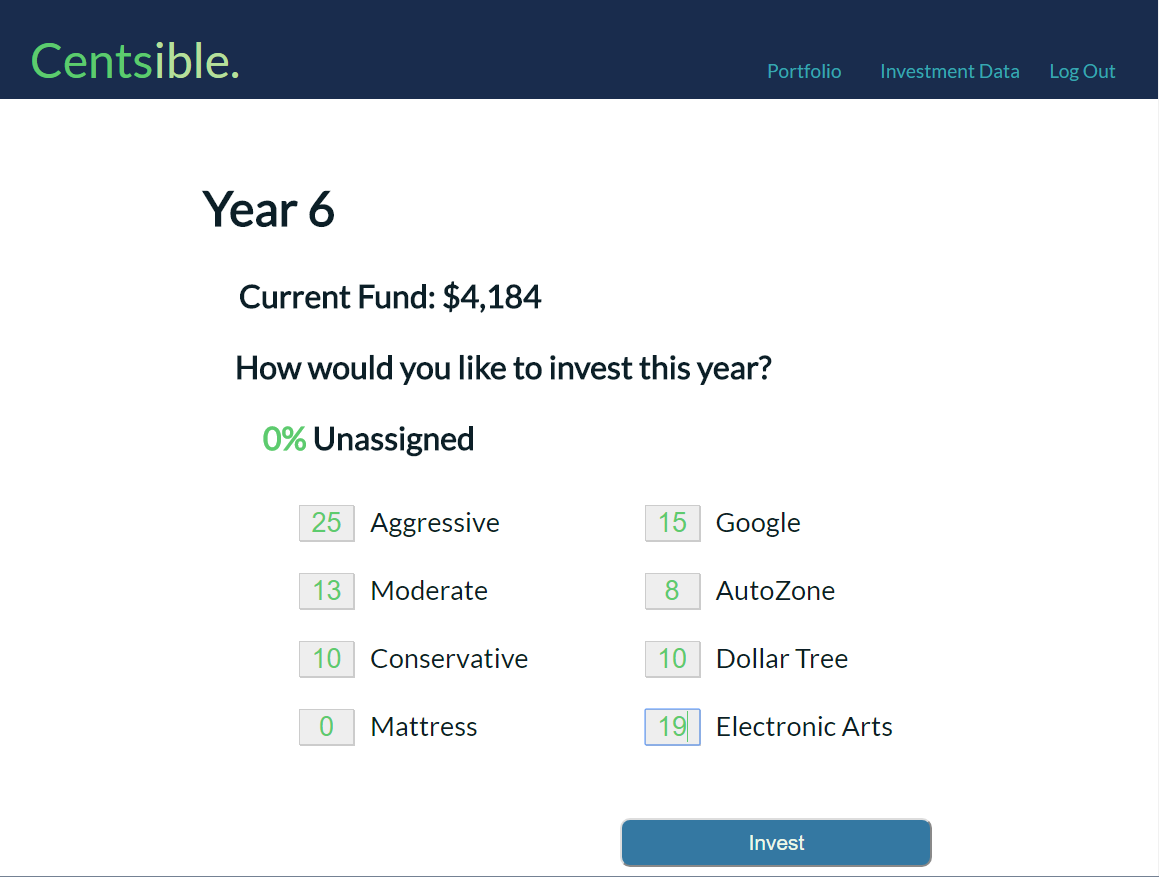 Centsible.
Portfolio Investment Data Log Out
Year 6
Current Fund: $4,184
How would you like to invest this year?
0% Unassigned
25 Aggressive
15 Google
13 Moderate
8 AutoZone
10 Conservative
10 Dollar Tree
0 Mattress
19 Electronic Arts
Invest